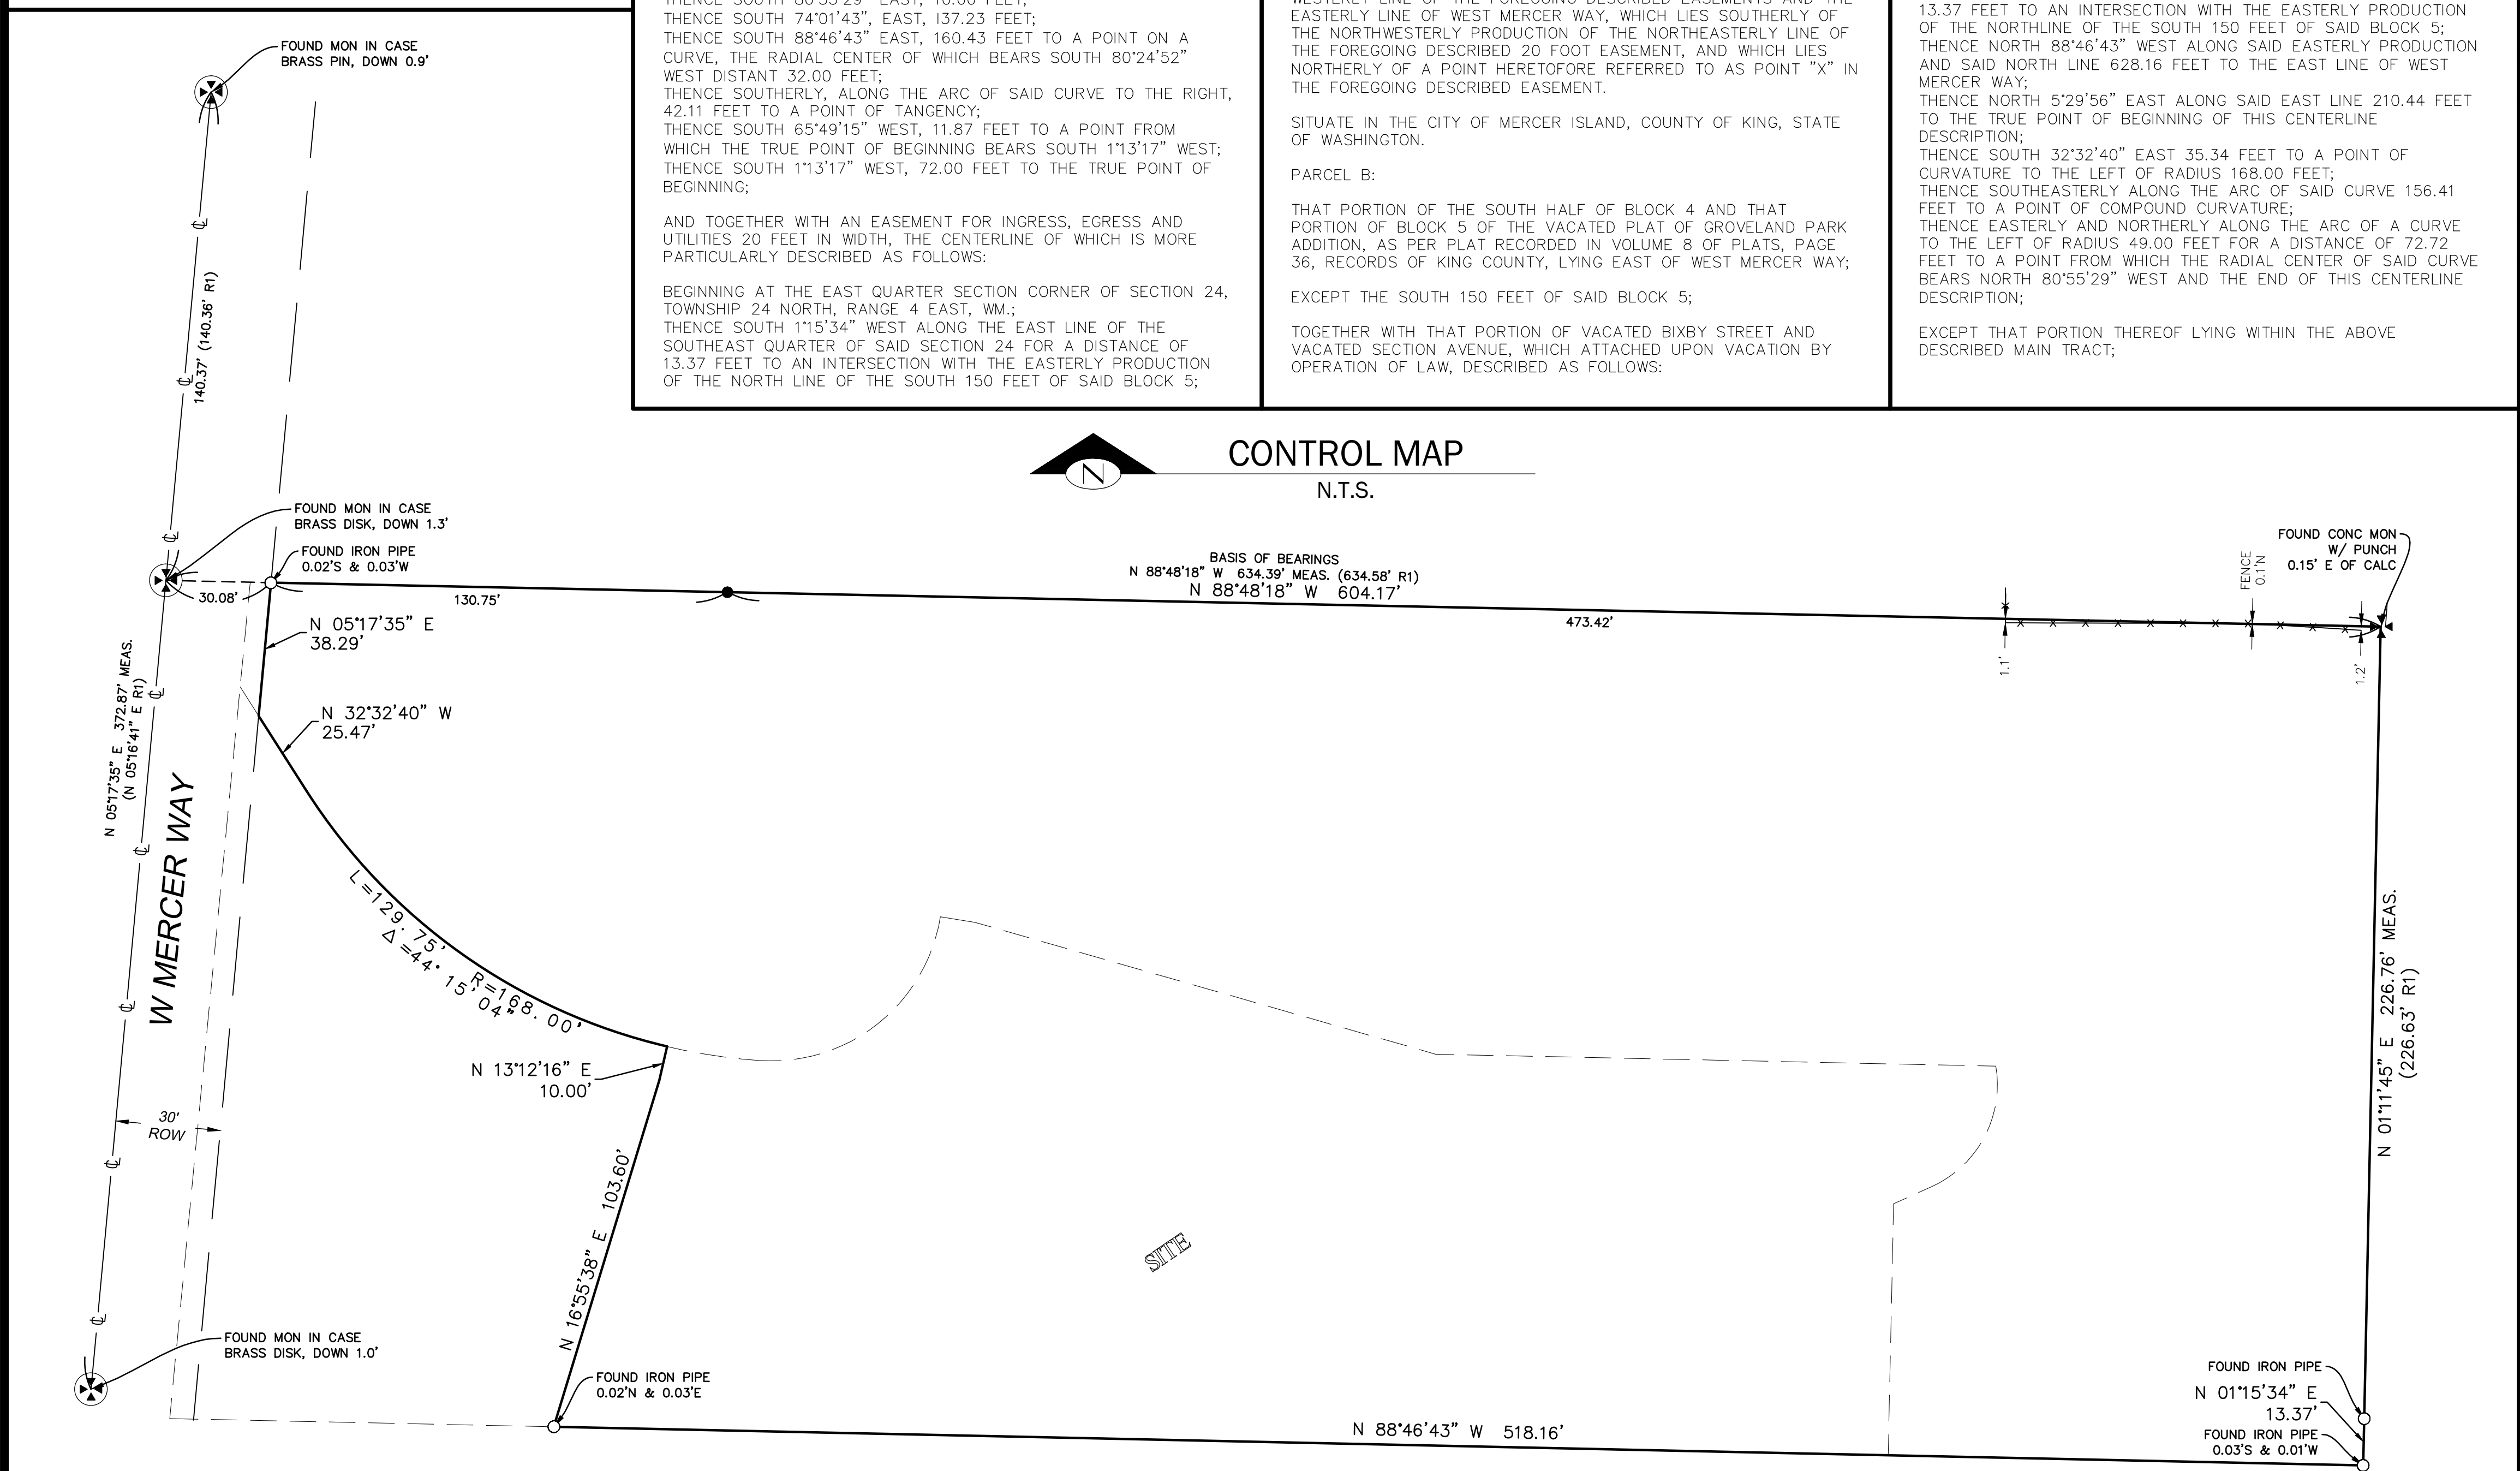 THENCE SOUTH 80°55'29" EAST, 10.00 FEET;
THENCE SOUTH 74°01'43", EAST, 137.23 FEET;
THENCE SOUTH 88°46'43" EAST, 160.43 FEET TO A POINT ON A
CURVE, THE RADIAL CENTER OF WHICH BEARS SOUTH 80°24'52"
WEST DISTANT 32.00 FEET;
THENCE SOUTHERLY, ALONG THE ARC OF SAID CURVE TO THE RIGHT,
42.11 FEET TO A POINT OF TANGENCY;
THENCE SOUTH 65°49'15" WEST, 11.87 FEET TO A POINT FROM
WHICH THE TRUE POINT OF BEGINNING BEARS SOUTH 1°13'17" WEST;
THENCE SOUTH 1°13'17" WEST, 72.00 FEET TO THE TRUE POINT OF
BEGINNING;
AND TOGETHER WITH AN EASEMENT FOR INGRESS, EGRESS AND
UTILITIES 20 FEET IN WIDTH, THE CENTERLINE OF WHICH IS MORE
PARTICULARLY DESCRIBED AS FOLLOWS:
BEGINNING AT THE EAST QUARTER SECTION CORNER OF SECTION 24,
TOWNSHIP 24 NORTH, RANGE 4 EAST, WM.;
THENCE SOUTH 1°15'34" WEST ALONG THE EAST LINE OF THE
SOUTHEAST QUARTER OF SAID SECTION 24 FOR A DISTANCE OF
13.37 FEET TO AN INTERSECTION WITH THE EASTERLY PRODUCTION
OF THE NORTH LINE OF THE SOUTH 150 FEET OF SAID BLOCK 5;
WESTERLY LINE OF THE FOREGOING DESCRIBED EASEMENTS AND THE
EASTERLY LINE OF WEST MERCER WAY, WHICH LIES SOUTHERLY OF
THE NORTHWESTERLY PRODUCTION OF THE NORTHEASTERLY LINE OF
THE FOREGOING DESCRIBED 20 FOOT EASEMENT, AND WHICH LIES
NORTHERLY OF A POINT HERETOFORE REFERRED TO AS POINT "X" IN
THE FOREGOING DESCRIBED EASEMENT.
SITUATE IN THE CITY OF MERCER ISLAND, COUNTY OF KING, STATE
OF WASHINGTON.
PARCEL B:
THAT PORTION OF THE SOUTH HALF OF BLOCK 4 AND THAT
PORTION OF BLOCK 5 OF THE VACATED PLAT OF GROVELAND PARK
ADDITION, AS PER PLAT RECORDED IN VOLUME 8 OF PLATS, PAGE
36, RECORDS OF KING COUNTY, LYING EAST OF WEST MERCER WAY;
EXCEPT THE SOUTH 150 FEET OF SAID BLOCK 5;
TOGETHER WITH THAT PORTION OF VACATED BIXBY STREET AND
VACATED SECTION AVENUE, WHICH ATTACHED UPON VACATION BY
OPERATION OF LAW, DESCRIBED AS FOLLOWS:
13.37 FEET TO AN INTERSECTION WITH THE EASTERLY PRODUCTION
OF THE NORTHLINE OF THE SOUTH 150 FEET OF SAID BLOCK 5;
THENCE NORTH 88°46'43" WEST ALONG SAID EASTERLY PRODUCTION
AND SAID NORTH LINE 628.16 FEET TO THE EAST LINE OF WEST
MERCER WAY;
THENCE NORTH 5°29'56" EAST ALONG SAID EAST LINE 210.44 FEET
TO THE TRUE POINT OF BEGINNING OF THIS CENTERLINE
DESCRIPTION;
THENCE SOUTH 32°32'40" EAST 35.34 FEET TO A POINT OF
CURVATURE TO THE LEFT OF RADIUS 168.00 FEET;
THENCE SOUTHEASTERLY ALONG THE ARC OF SAID CURVE 156.41
FEET TO A POINT OF COMPOUND CURVATURE;
THENCE EASTERLY AND NORTHERLY ALONG THE ARC OF A CURVE
TO THE LEFT OF RADIUS 49.00 FEET FOR A DISTANCE OF 72.72
FEET TO A POINT FROM WHICH THE RADIAL CENTER OF SAID CURVE
BEARS NORTH 80°55'29" WEST AND THE END OF THIS CENTERLINE
DESCRIPTION;
EXCEPT THAT PORTION THEREOF LYING WITHIN THE ABOVE
DESCRIBED MAIN TRACT;
FOUND MON IN CASE
BRASS PIN, DOWN 0.9'
140.37' (140.36' R1)
N
CONTROL MAP
N.T.S.
FOUND MON IN CASE
BRASS DISK, DOWN 1.3'
FOUND IRON PIPE
0.02'S & 0.03'W
30.08'
130.75'
BASIS OF BEARINGS
N 88°48'18" W 634.39' MEAS. (634.58' R1)
N 88°48'18" W 604.17'
473.42'
FENCE
0.1'N
FOUND CONC MON
W/ PUNCH
0.15' E OF CALC
1.1'
1.2'
N 05°17'35" E
38.29'
N 32°32'40" W
25.47'
N 05°17'35" E 372.87' MEAS.
(N 05°16'41" E R1)
W MERCER WAY
L=129.75'
R=168.00'
Δ=44°15'04"
N 13°12'16" E
10.00'
N 01°11'45" E 226.76' MEAS.
(226.63' R1)
30'
ROW
N 16°55'38" E 103.60'
SITE
FOUND MON IN CASE
BRASS DISK, DOWN 1.0'
FOUND IRON PIPE
0.02'N & 0.03'E
N 88°46'43" W 518.16'
FOUND IRON PIPE
N 01°15'34" E
13.37'
FOUND IRON PIPE
0.03'S & 0.01'W